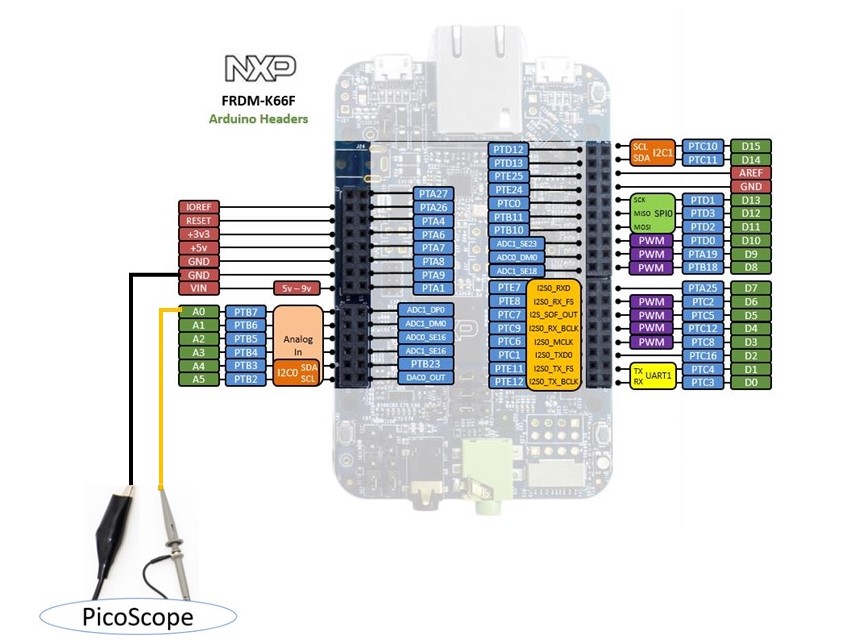 NXP
FRDM-K66F
Arduino Headers
J24
IOREF
RESET
+3v3
+5v
GND
GND
VIN
5v – 9v
PTA27
PTA26
PTA4
PTA6
PTA7
PTA8
PTA9
PTA1
A0 PTB7
A1 PTB6
A2 PTB5
A3 PTB4
A4 PTB3
A5 PTB2
Analog
In
I2C0 SDA
SCL
ADC1_DP0
ADC1_DM0
ADC0_SE16
ADC1_SE16
PTB23
DAC0_OUT
PTD12
PTD13
PTE25
PTE24
PTC0
PTB11
PTB10
ADC1_SE23
ADC0_DM0
ADC1_SE18
PTE7 I2S0_RXD
PTE8 I2S0_RX_FS
PTC7 I2S_SOF_OUT
PTC9 I2S0_RX_BCLK
PTC6 I2S0_MCLK
PTC1 I2S0_TXD0
PTE11 I2S0_TX_FS
PTE12 I2S0_TX_BCLK
SCL I2C1 PTC10 D15
SDA PTC11 D14
AREF
GND
SCK PTD1 D13
MISO SPI0 PTD3 D12
MOSI PTD2 D11
PWM PTD0 D10
PWM PTA19 D9
PWM PTB18 D8
PTA25 D7
PWM PTC2 D6
PWM PTC5 D5
PWM PTC12 D4
PWM PTC8 D3
PTC16 D2
TX UART1 PTC4 D1
RX PTC3 D0
PicoScope